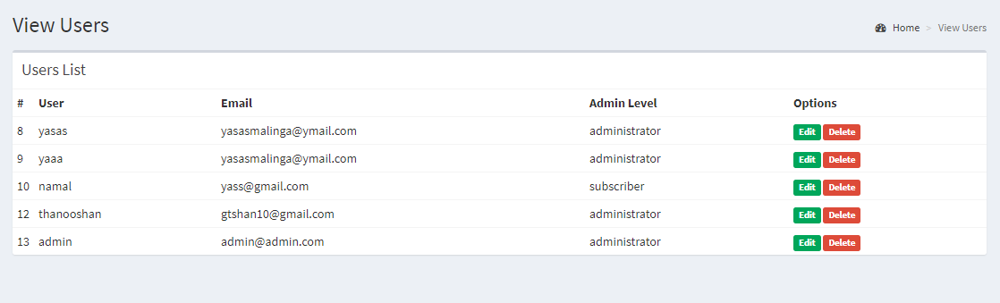 View Users
Home > View Users
Users List
# User Email Admin Level Options
8 yasas yasasmalinga@ymail.com administrator Edit Delete
9 yaaa yasasmalinga@ymail.com administrator Edit Delete
10 namal yass@gmail.com subscriber Edit Delete
12 thanooshan gtshan10@gmail.com administrator Edit Delete
13 admin admin@admin.com administrator Edit Delete